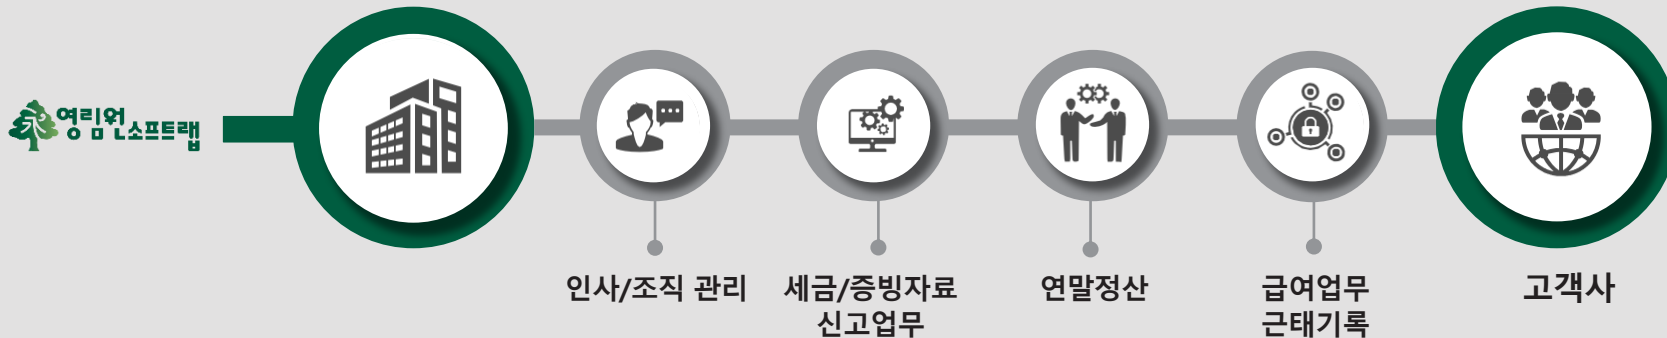 영림원소프트랩
인사/조직 관리
세금/증빙자료
신고업무
연말정산
급여업무
근태기록
고객사